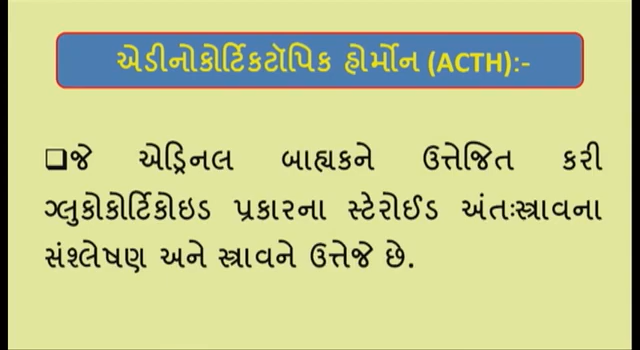 એડીનોકોર્ટિકટૉપિક હોર્મોન (ACTH):-
❑જે એડ્રિનલ બાહ્યકને ઉત્તેજિત કરી
ગ્લુકોકોર્ટિકોઇડ પ્રકારના સ્ટેરોઈડ અંતઃસ્ત્રાવના
સંશ્લેષણ અને સ્ત્રાવને ઉત્તેજે છે.